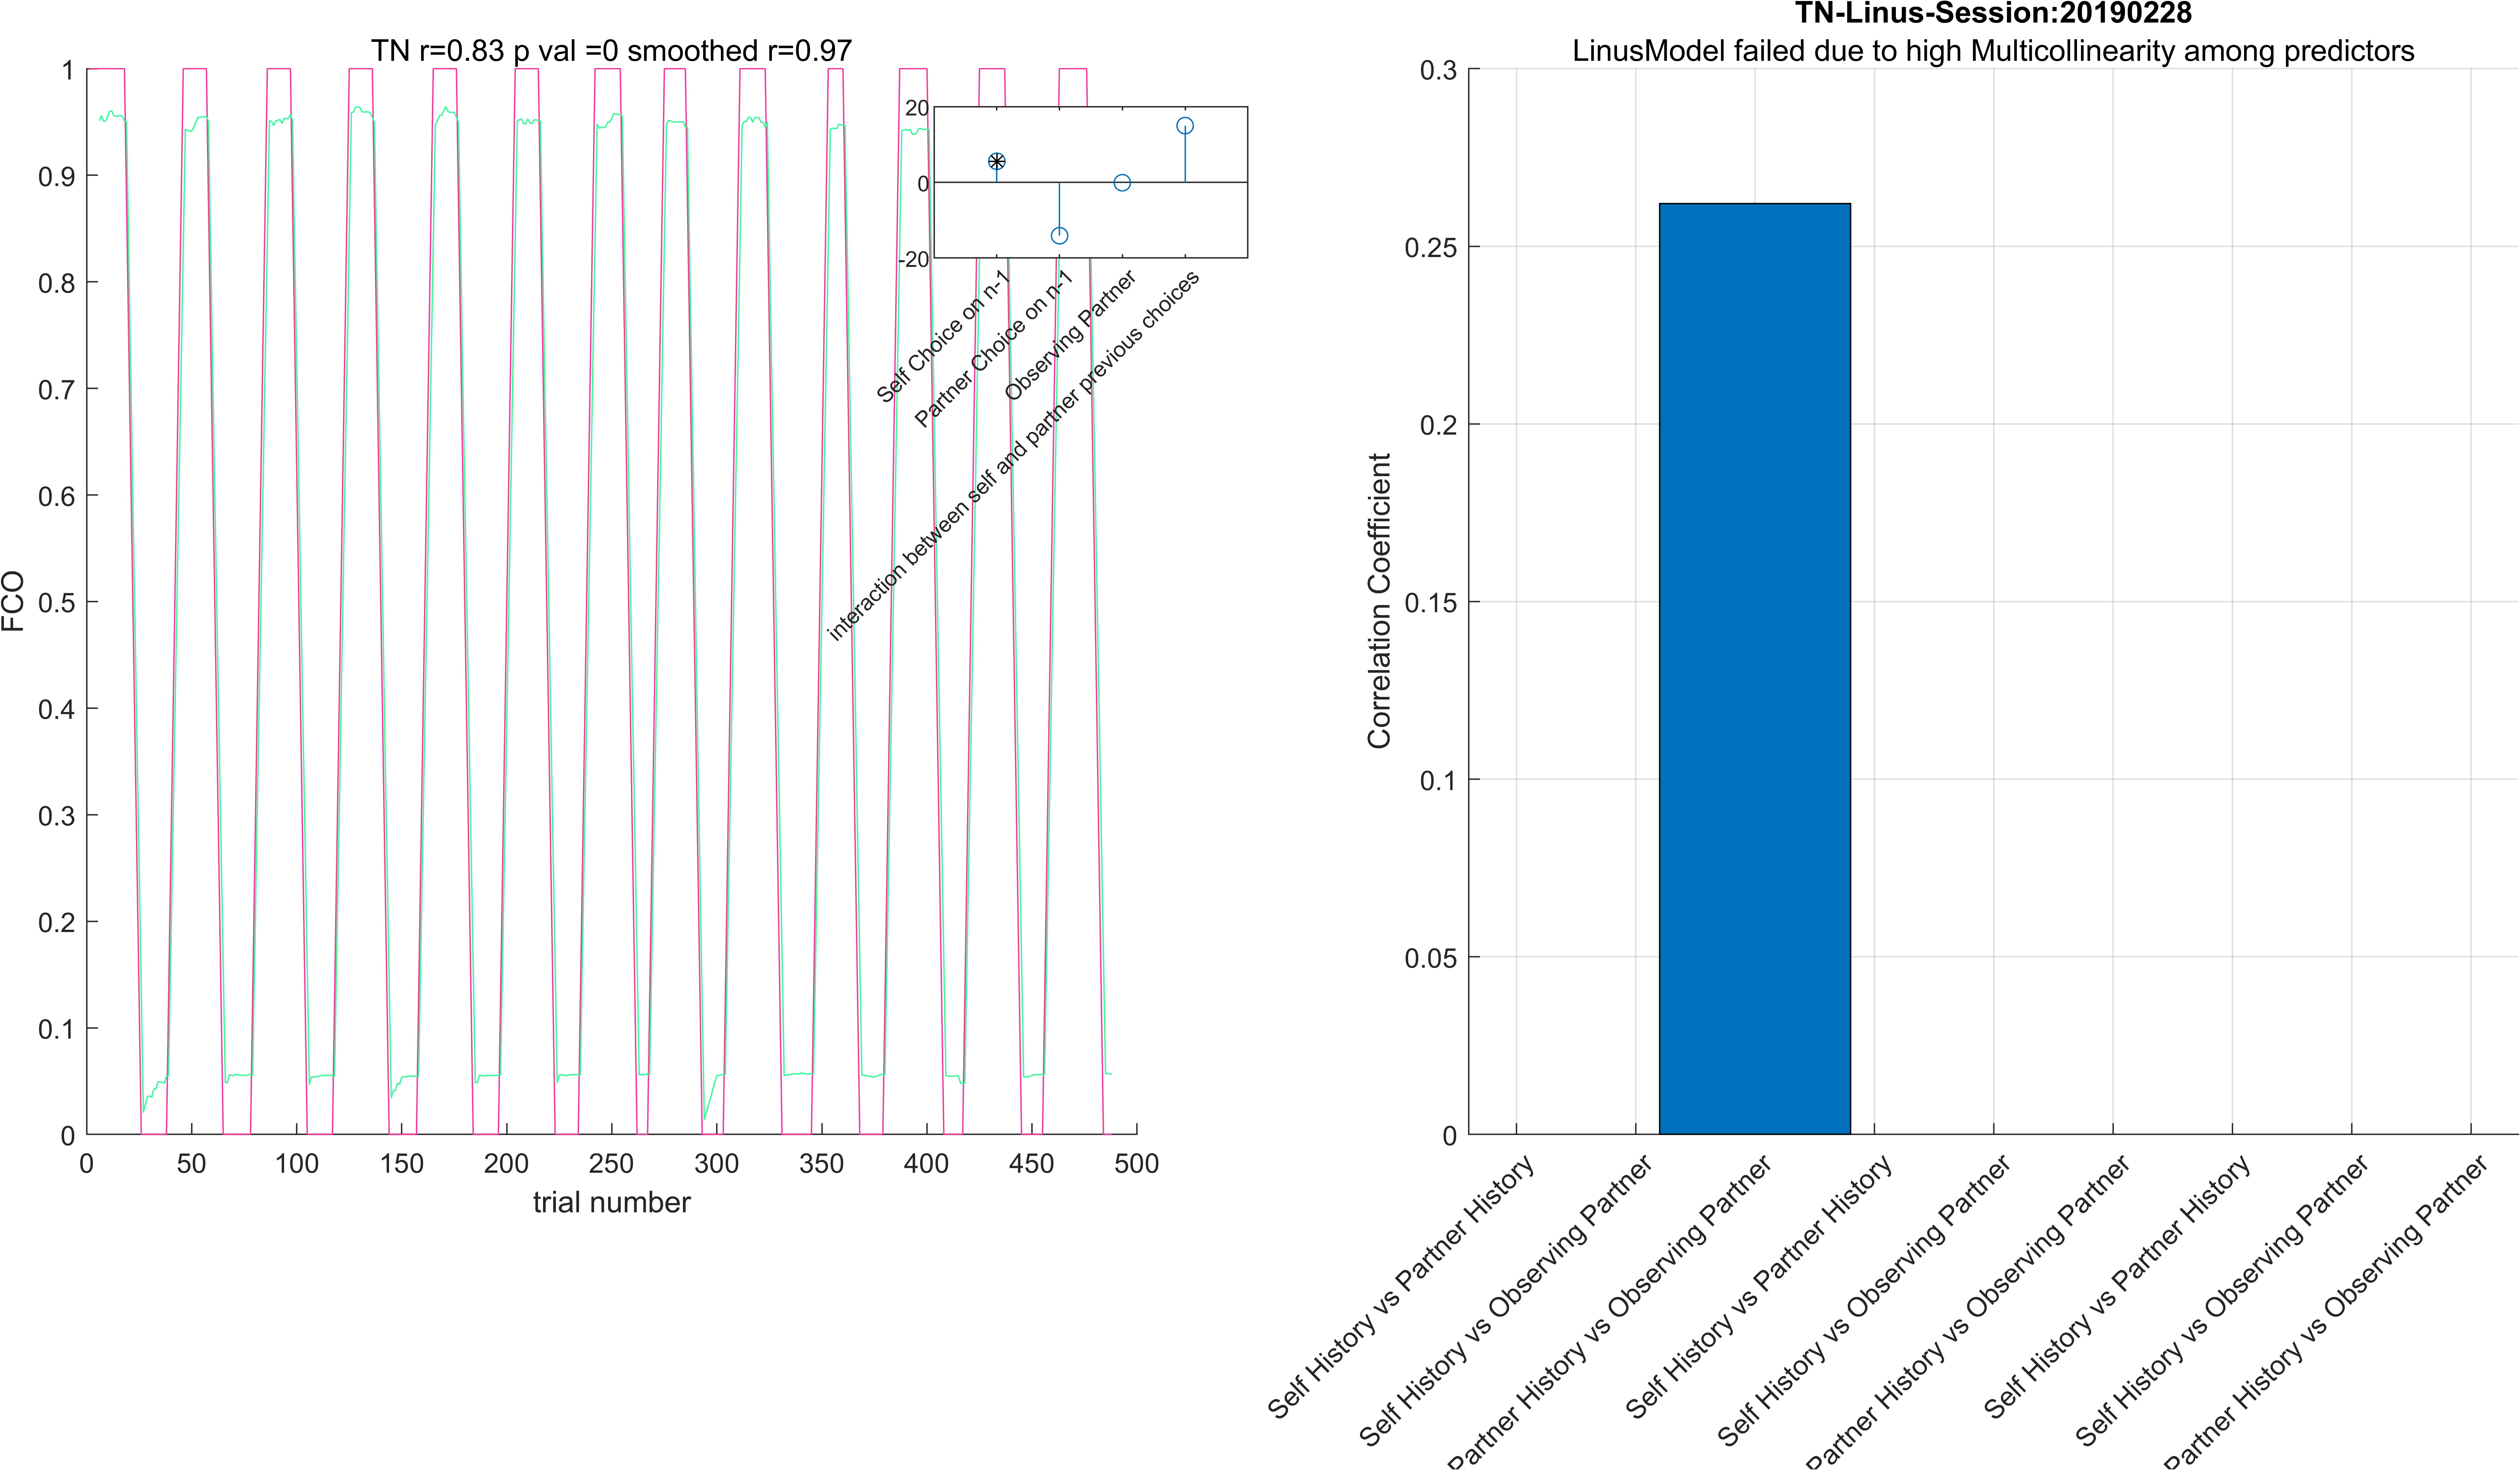 TN r=0.83 p val =0 smoothed r=0.97
1
0.9
0.8
0.7
0.6
0.5
0.4
0.3
0.2
0.1
0
FCO
0
50
100
150
200
250
300
350
400
450
500
trial number
20
0
-20
Self Choice on n-1
Partner Choice on n-1
Observing Partner
interaction between self and partner previous choices
TN-Linus-Session:20190228
LinusModel failed due to high Multicollinearity among predictors
0.3
0.25
0.2
0.15
0.1
0.05
0
Correlation Coefficient
Self History vs Partner History
Self History vs Observing Partner
Partner History vs Observing Partner
Self History vs Partner History
Self History vs Observing Partner
Partner History vs Observing Partner
Self History vs Partner History
Self History vs Observing Partner
Partner History vs Observing Partner